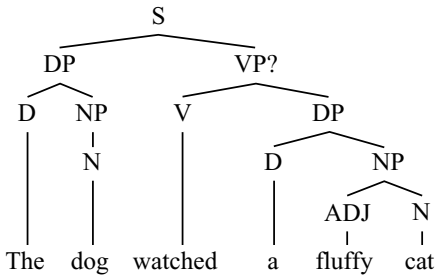 S
DP VP?
D NP V DP
N D NP
ADJ N
The dog watched a fluffy cat